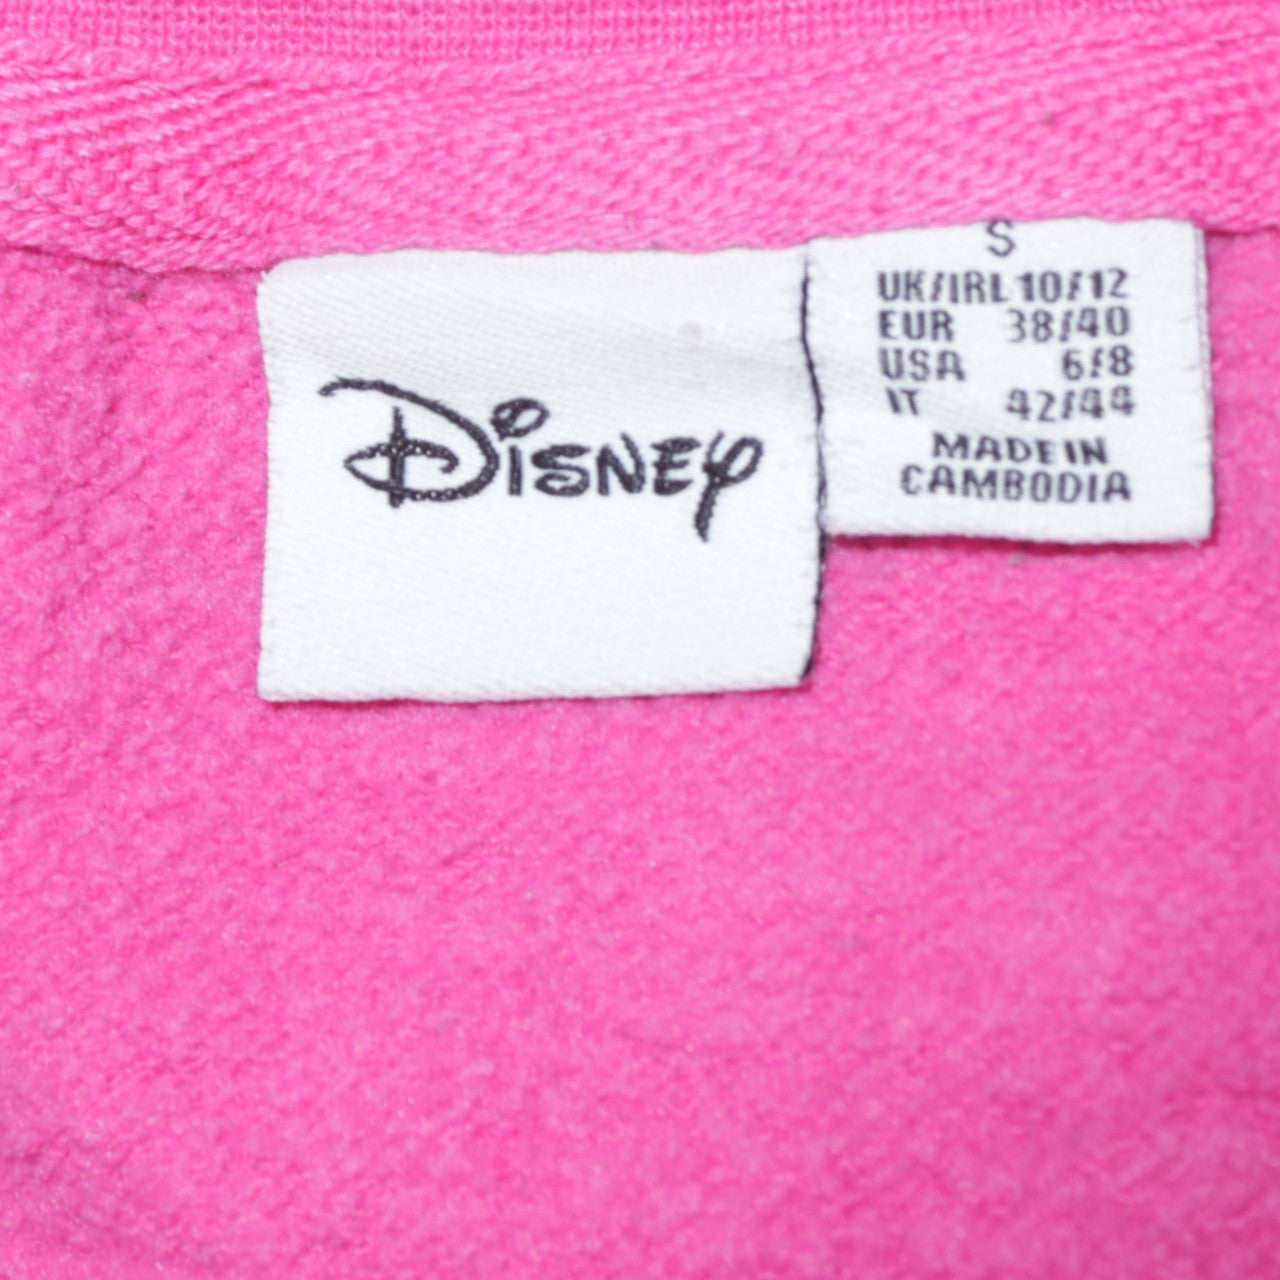 Disney
S
UK/IRL 10/12
EUR 38/40
USA 6/8
IT 42/44
MADE IN
CAMBODIA